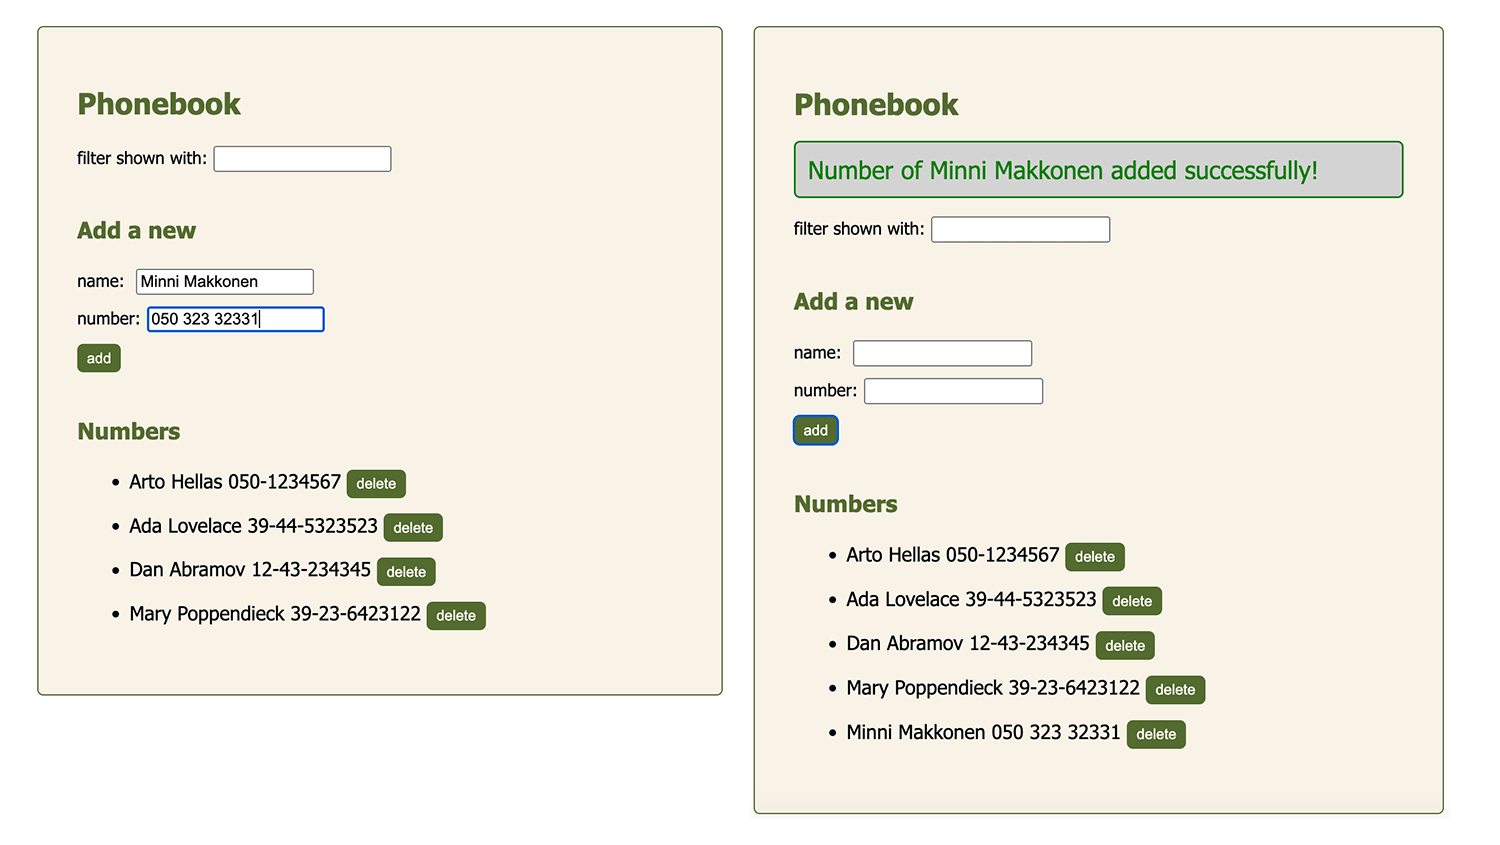 Phonebook
filter shown with:
Add a new
name: Minni Makkonen
number: 050 323 32331
add
Numbers
• Arto Hellas 050-1234567 delete
• Ada Lovelace 39-44-5323523 delete
• Dan Abramov 12-43-234345 delete
• Mary Poppendieck 39-23-6423122 delete
Phonebook
Number of Minni Makkonen added successfully!
filter shown with:
Add a new
name:
number:
add
Numbers
• Arto Hellas 050-1234567 delete
• Ada Lovelace 39-44-5323523 delete
• Dan Abramov 12-43-234345 delete
• Mary Poppendieck 39-23-6423122 delete
• Minni Makkonen 050 323 32331 delete